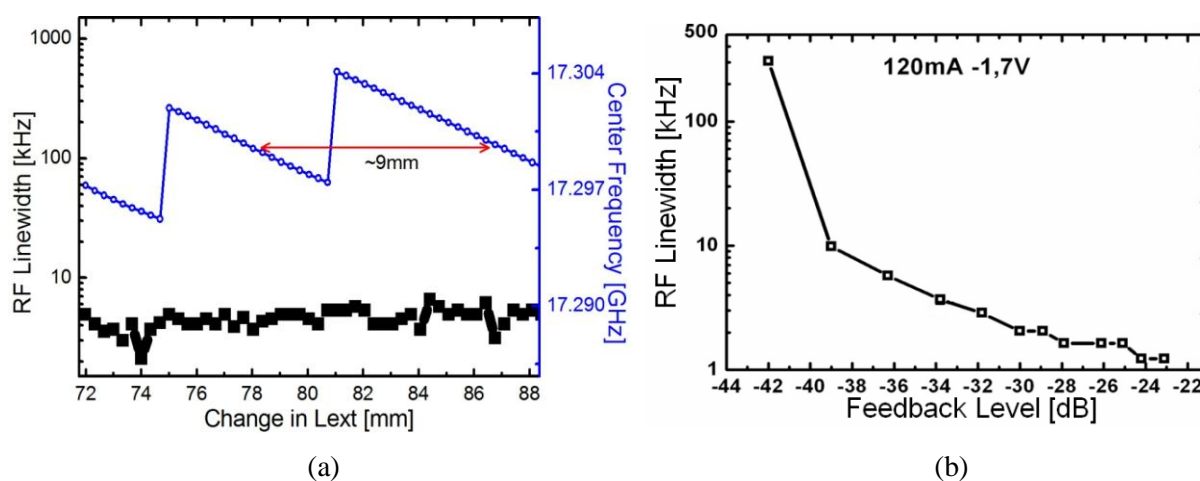 1000
100
10
RF Linewidth [kHz]
17.304
17.297
17.290
Center Frequency [GHz]
~9mm
72 74 76 78 80 82 84 86 88
Change in Lext [mm]
(a)
500
100
10
1
RF Linewidth [kHz]
120mA -1,7V
-44 -42 -40 -38 -36 -34 -32 -30 -28 -26 -24 -22
Feedback Level [dB]
(b)